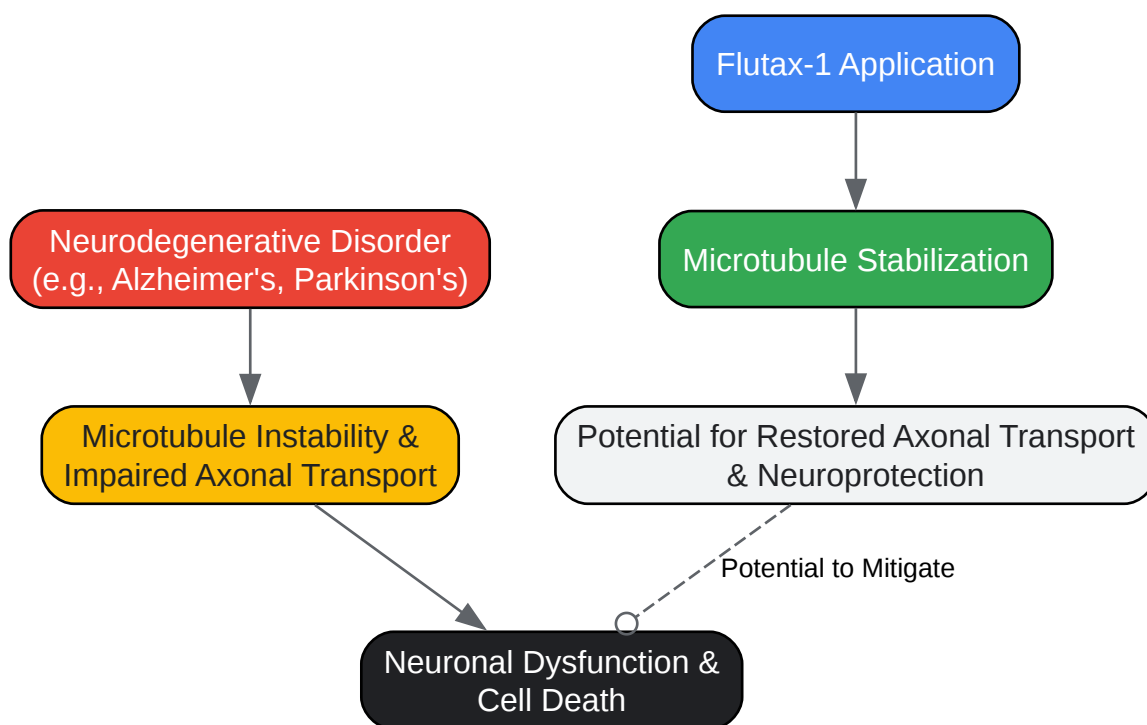 Flutax-1 Application
Neurodegenerative Disorder
(e.g., Alzheimer's, Parkinson's)
Microtubule Stabilization
Microtubule Instability &
Impaired Axonal Transport
Potential for Restored Axonal Transport
& Neuroprotection
Potential to Mitigate
Neuronal Dysfunction &
Cell Death